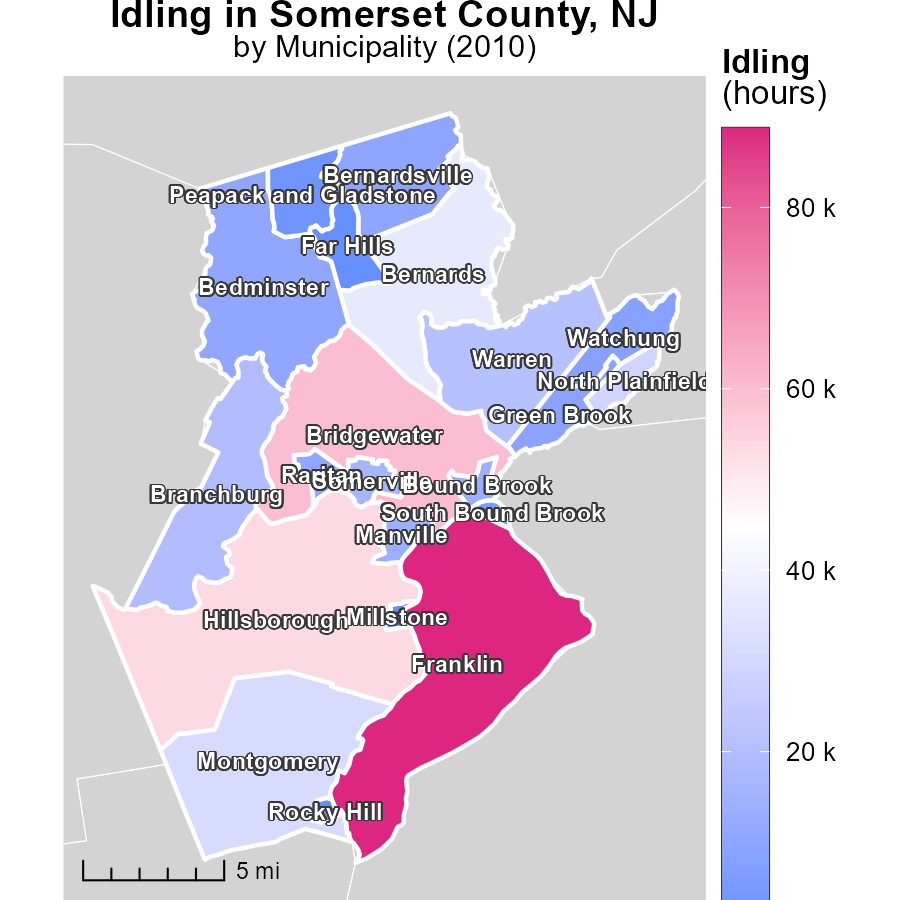 Idling in Somerset County, NJ
by Municipality (2010)
Idling
(hours)
80 k
60 k
40 k
20 k
Bernardsville
Peapack and Gladstone
Far Hills
Bernards
Bedminster
Watchung
Warren
North Plainfield
Green Brook
Bridgewater
Raritan
Somerville
Bound Brook
Branchburg
South Bound Brook
Manville
Hillsborough
Millstone
Franklin
Montgomery
Rocky Hill
5 mi